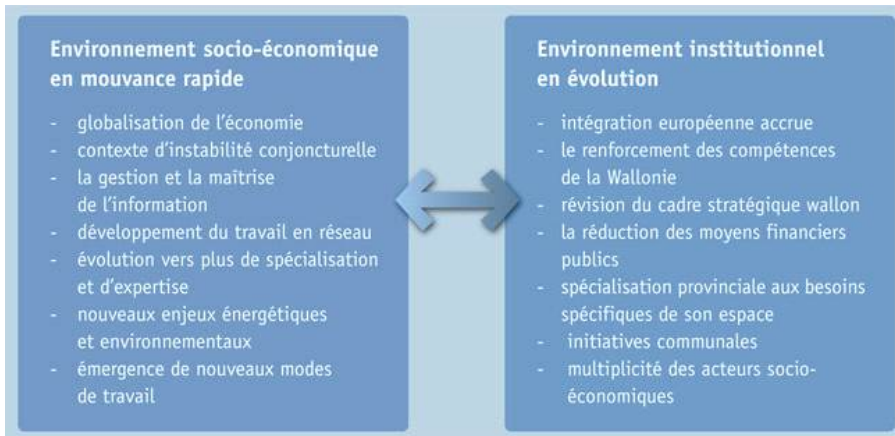 Environnement socio-économique
en mouvance rapide
- globalisation de l'économie
- contexte d'instabilité conjoncturelle
- la gestion et la maîtrise
de l'information
- développement du travail en réseau
- évolution vers plus de spécialisation
et d'expertise
- nouveaux enjeux énergétiques
et environnementaux
- émergence de nouveaux modes
de travail
Environnement institutionnel
en évolution
- intégration européenne accrue
- le renforcement des compétences
de la Wallonie
- révision du cadre stratégique wallon
- la réduction des moyens financiers
publics
- spécialisation provinciale aux besoins
spécifiques de son espace
- initiatives communales
- multiplicité des acteurs socio-
économiques